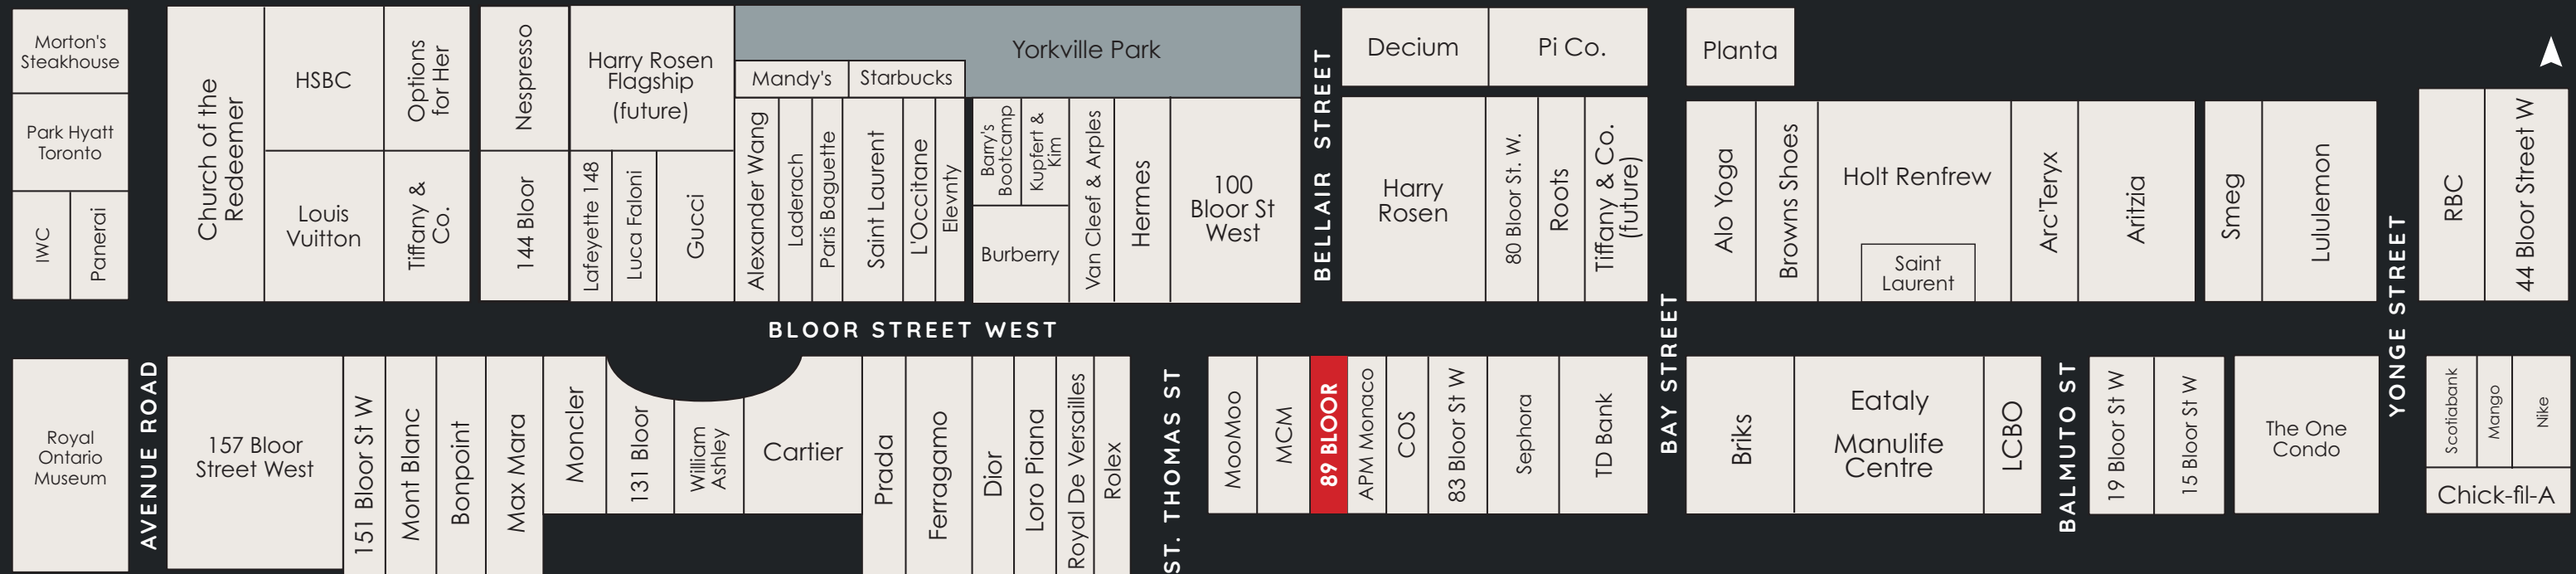 Morton's
Steakhouse
Park Hyatt
Toronto
IWC
Panerai
Church of the
Redeemer
HSBC
Louis
Vuitton
Options
for Her
Tiffany &
Co.
Nespresso
144 Bloor
Harry Rosen
Flagship
(future)
Lafeyette 148
Luca Faloni
Gucci
Yorkville Park
Mandy's
Starbucks
Alexander Wang
Laderach
Paris Baguette
Saint Laurent
L'Occitane
Elevnty
Barry's
Bootcamp
Kupfert &
Kim
Burberry
Van Cleef & Arples
Hermes
100
Bloor St
West
BELLAIR STREET
Decium
Pi Co.
Harry
Rosen
80 Bloor St. W.
Roots
Tiffany & Co.
(future)
Planta
Alo Yoga
Browns Shoes
Holt Renfrew
Saint
Laurent
Arc'Teryx
Aritzia
Smeg
Lululemon
RBC
44 Bloor Street W
BLOOR STREET WEST
BAY STREET
YONGE STREET
Royal
Ontario
Museum
AVENUE ROAD
157 Bloor
Street West
151 Bloor St W
Mont Blanc
Bonpoint
Max Mara
Moncler
131 Bloor
William
Ashley
Cartier
Prada
Ferragamo
Dior
Loro Piana
Royal De Versailles
Rolex
ST. THOMAS ST
MooMoo
MCM
89 BLOOR
APM Monaco
COS
83 Bloor St W
Sephora
TD Bank
Briks
Eataly
Manulife
Centre
LCBO
BALMUTO ST
19 Bloor St W
15 Bloor St W
The One
Condo
Scotiabank
Mango
Nike
Chick-fil-A